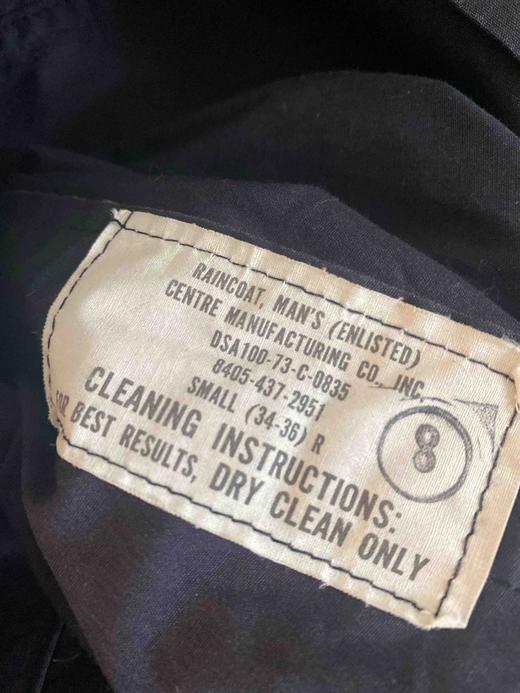 RAINCOAT, MAN'S (ENLISTED)
CENTRE MANUFACTURING CO., INC.
DSA100-73-C-0835
8405-437-2951
SMALL (34-36) R
8
CLEANING INSTRUCTIONS:
FOR BEST RESULTS, DRY CLEAN ONLY